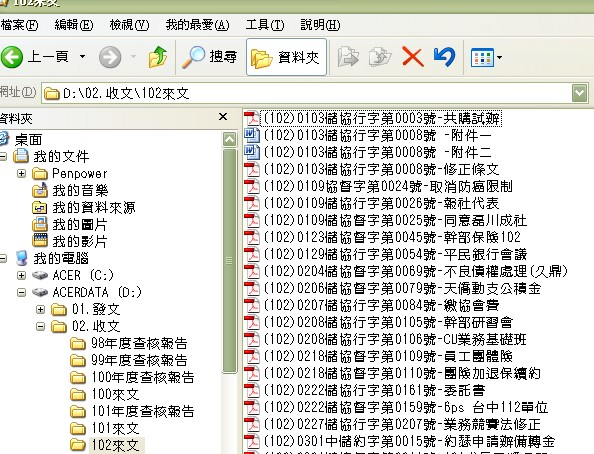 102來文
檔案(F) 編輯(E) 檢視(V) 我的最愛(A) 工具(T) 說明(H)
上一頁 搜尋 資料夾
網址(D) D:\02.收文\102來文
資料夾
桌面
我的文件
Penpower
我的音樂
我的資料來源
我的圖片
我的影片
我的電腦
ACER (C:)
ACERDATA (D:)
01.發文
02.收文
98年度查核報告
99年度查核報告
100年度查核報告
100來文
101年度查核報告
101來文
102來文
(102)0103儲協行字第0003號-共購試辦
(102)0103儲協行字第0008號 -附件一
(102)0103儲協行字第0008號 -附件二
(102)0103儲協行字第0008號-修正條文
(102)0109協督字第0024號-取消防癌限制
(102)0109儲協行字第0026號-報社代表
(102)0109儲協行字第0025號-同意磊川成社
(102)0123儲協督字第0045號-幹部保險102
(102)0129儲協行字第0054號-平民銀行會議
(102)0204儲協督字第0069號-不良債權處理(久鼎)
(102)0206儲協督字第0078號-天僑動支公積金
(102)0207儲協行字第0084號-繳協會費
(102)0208儲協行字第0105號-幹部研習會
(102)0208儲協行字第0106號-CU業務基礎班
(102)0218儲協督字第0109號-員工團體險
(102)0218儲協督字第0110號-團險加退保續約
(102)0222儲協行字第0161號-委託書
(102)0222儲協督字第0159號-6ps 台中112單位
(102)0227儲協行字第0207號-業務競賽法修正
(102)0301中儲約字第0015號-約瑟申請辦備轉金